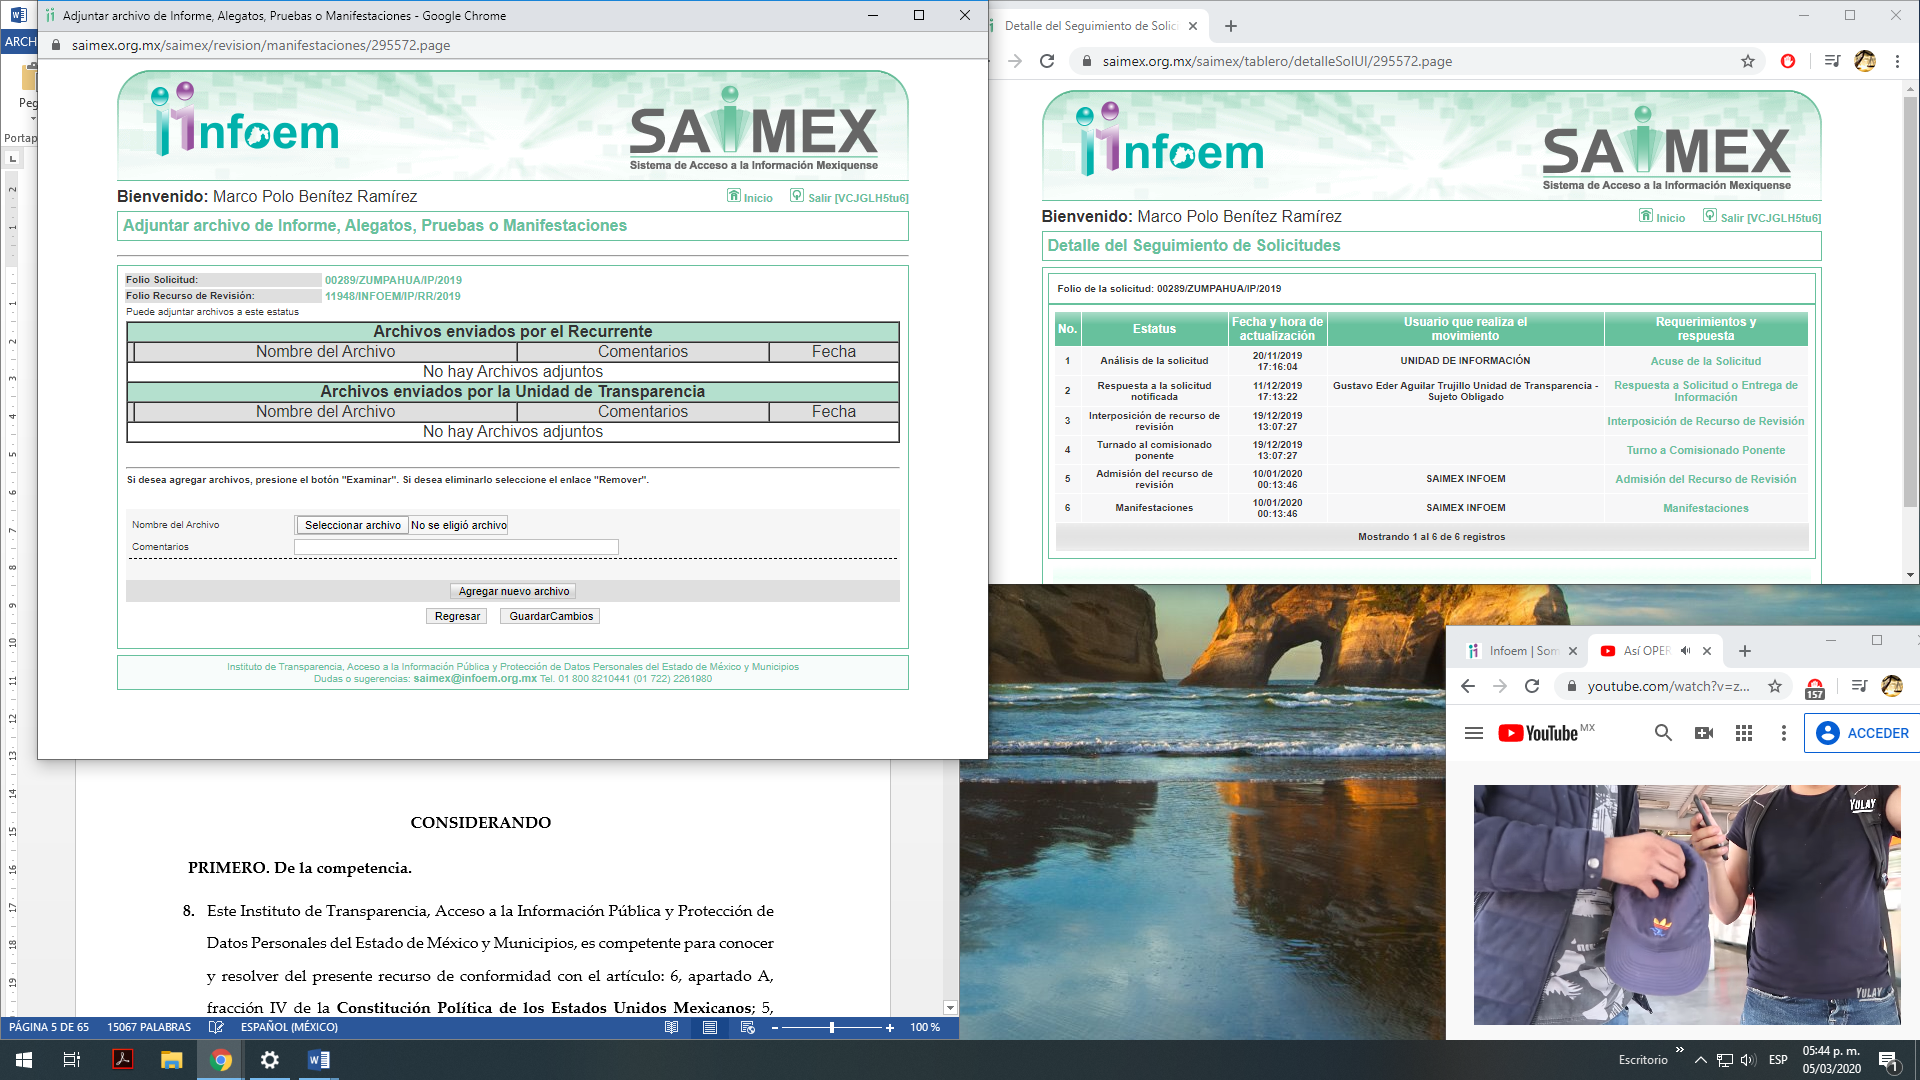 Adjuntar archivo de Informe, Alegatos, Pruebas o Manifestaciones - Google Chrome
saimex.org.mx/saimex/revision/manifestaciones/295572.page
infoem
SAIMEX
Sistema de Acceso a la Información Mexiquense
Bienvenido: Marco Polo Benítez Ramírez
Inicio
Salir [VCJGLH5tu6]
Adjuntar archivo de Informe, Alegatos, Pruebas o Manifestaciones
Folio Solicitud: 00289/ZUMPAHUA/IP/2019
Folio Recurso de Revisión: 11948/INFOEM/IP/RR/2019
Puede adjuntar archivos a este estatus
Archivos enviados por el Recurrente
Nombre del Archivo Comentarios Fecha
No hay Archivos adjuntos
Archivos enviados por la Unidad de Transparencia
Nombre del Archivo Comentarios Fecha
No hay Archivos adjuntos
Si desea agregar archivos, presione el botón "Examinar". Si desea eliminarlo seleccione el enlace "Remover".
Nombre del Archivo Seleccionar archivo No se eligió archivo
Comentarios
Agregar nuevo archivo
Regresar GuardarCambios
Instituto de Transparencia, Acceso a la Información Pública y Protección de Datos Personales del Estado de México y Municipios
Dudas o sugerencias: saimex@infoem.org.mx Tel. 01 800 8210441 (01 722) 2261980
ARCH
Peg
Portap
CONSIDERANDO
PRIMERO. De la competencia.
8. Este Instituto de Transparencia, Acceso a la Información Pública y Protección de
Datos Personales del Estado de México y Municipios, es competente para conocer
y resolver del presente recurso de conformidad con el artículo: 6, apartado A,
fracción IV de la Constitución Política de los Estados Unidos Mexicanos; 5,
PÁGINA 5 DE 65 15067 PALABRAS ESPAÑOL (MÉXICO) 100 %
Detalle del Seguimiento de Solici
saimex.org.mx/saimex/tablero/detalleSolUI/295572.page
infoem
SAIMEX
Sistema de Acceso a la Información Mexiquense
Bienvenido: Marco Polo Benítez Ramírez
Inicio
Salir [VCJGLH5tu6]
Detalle del Seguimiento de Solicitudes
Folio de la solicitud: 00289/ZUMPAHUA/IP/2019
No. Estatus Fecha y hora de actualización Usuario que realiza el movimiento Requerimientos y respuesta
1 Análisis de la solicitud 20/11/2019 17:16:04 UNIDAD DE INFORMACIÓN Acuse de la Solicitud
2 Respuesta a la solicitud notificada 11/12/2019 17:13:22 Gustavo Eder Aguilar Trujillo Unidad de Transparencia - Sujeto Obligado Respuesta a Solicitud o Entrega de Información
3 Interposición de recurso de revisión 19/12/2019 13:07:27 Interposición de Recurso de Revisión
4 Turnado al comisionado ponente 19/12/2019 13:07:27 Turno a Comisionado Ponente
5 Admisión del recurso de revisión 10/01/2020 00:13:46 SAIMEX INFOEM Admisión del Recurso de Revisión
6 Manifestaciones 10/01/2020 00:13:46 SAIMEX INFOEM Manifestaciones
Mostrando 1 al 6 de 6 registros
Infoem | Som
Así OPER
youtube.com/watch?v=z...
157
YouTube MX
ACCEDER
YULAY
YULAY
Escritorio
ESP
05:44 p. m.
05/03/2020
1